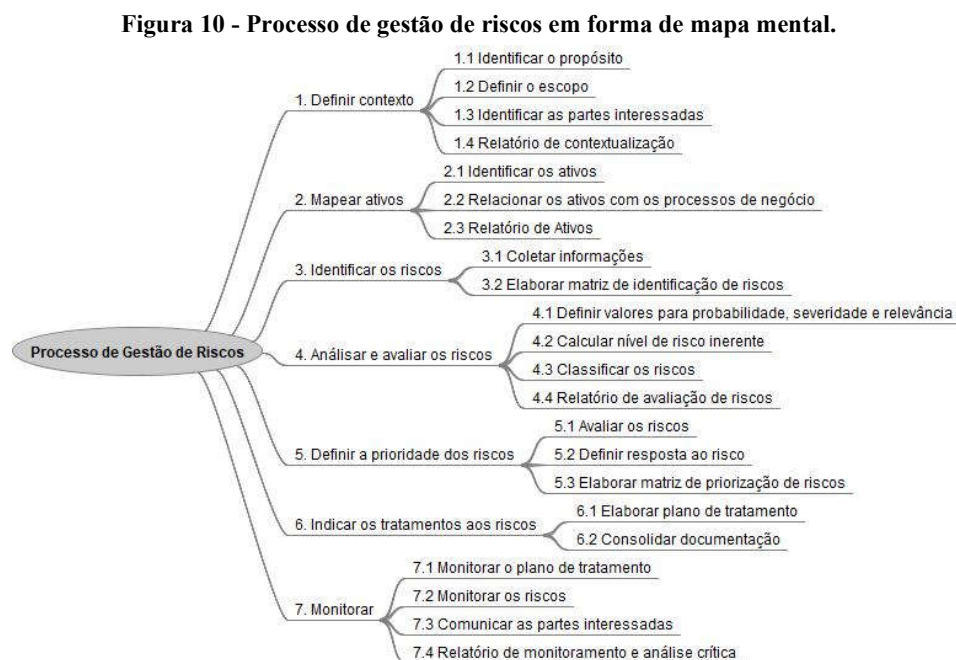 Figura 10 - Processo de gestão de riscos em forma de mapa mental.
Processo de Gestão de Riscos
1. Definir contexto
1.1 Identificar o propósito
1.2 Definir o escopo
1.3 Identificar as partes interessadas
1.4 Relatório de contextualização
2. Mapear ativos
2.1 Identificar os ativos
2.2 Relacionar os ativos com os processos de negócio
2.3 Relatório de Ativos
3. Identificar os riscos
3.1 Coletar informações
3.2 Elaborar matriz de identificação de riscos
4. Análisar e avaliar os riscos
4.1 Definir valores para probabilidade, severidade e relevância
4.2 Calcular nível de risco inerente
4.3 Classificar os riscos
4.4 Relatório de avaliação de riscos
5. Definir a prioridade dos riscos
5.1 Avaliar os riscos
5.2 Definir resposta ao risco
5.3 Elaborar matriz de priorização de riscos
6. Indicar os tratamentos aos riscos
6.1 Elaborar plano de tratamento
6.2 Consolidar documentação
7. Monitorar
7.1 Monitorar o plano de tratamento
7.2 Monitorar os riscos
7.3 Comunicar as partes interessadas
7.4 Relatório de monitoramento e análise crítica